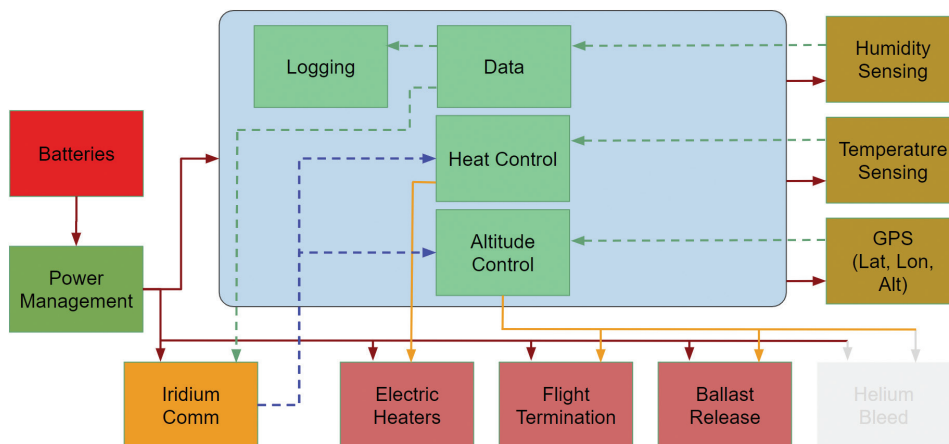 Logging
Data
Humidity
Sensing
Batteries
Heat Control
Temperature
Sensing
Altitude
Control
GPS
(Lat, Lon,
Alt)
Power
Management
Iridium
Comm
Electric
Heaters
Flight
Termination
Ballast
Release
Helium
Bleed